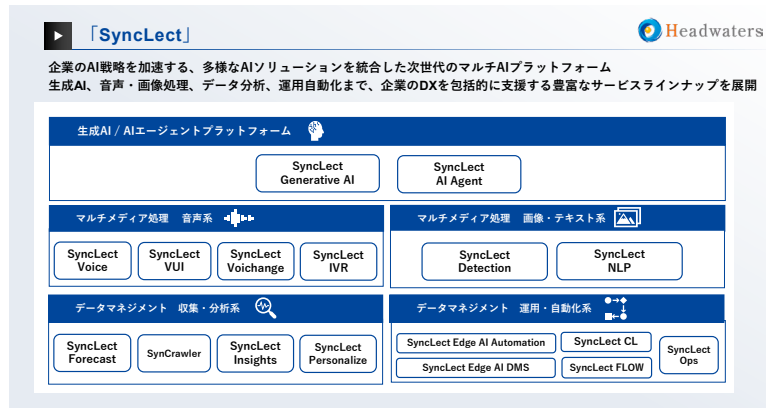 「SyncLect」
Headwaters
企業のAI戦略を加速する、多様なAIソリューションを統合した次世代のマルチAIプラットフォーム
生成AI、音声・画像処理、データ分析、運用自動化まで、企業のDXを包括的に支援する豊富なサービスラインナップを展開
生成AI / AIエージェントプラットフォーム
SyncLect
Generative AI
SyncLect
AI Agent
マルチメディア処理 音声系
SyncLect
Voice
SyncLect
VUI
SyncLect
Voichange
SyncLect
IVR
マルチメディア処理 画像・テキスト系
SyncLect
Detection
SyncLect
NLP
データマネジメント 収集・分析系
SyncLect
Forecast
SynCrawler
SyncLect
Insights
SyncLect
Personalize
データマネジメント 運用・自動化系
SyncLect Edge AI Automation
SyncLect CL
SyncLect Edge AI DMS
SyncLect FLOW
SyncLect
Ops